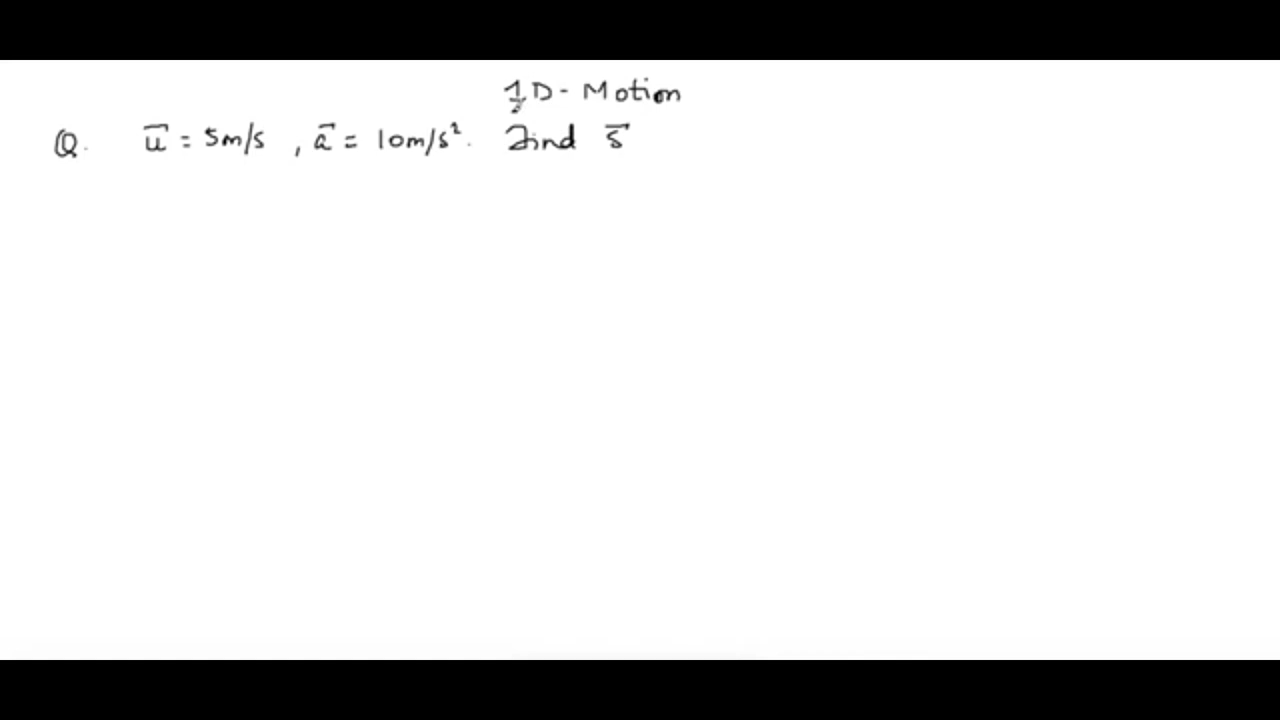 1D - Motion
Q. u⃗ = 5m/s , a⃗ = 10m/s². Find s⃗